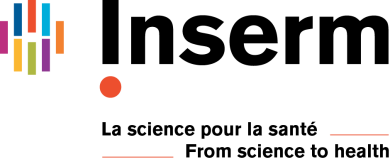 Inserm
La science pour la santé
From science to health